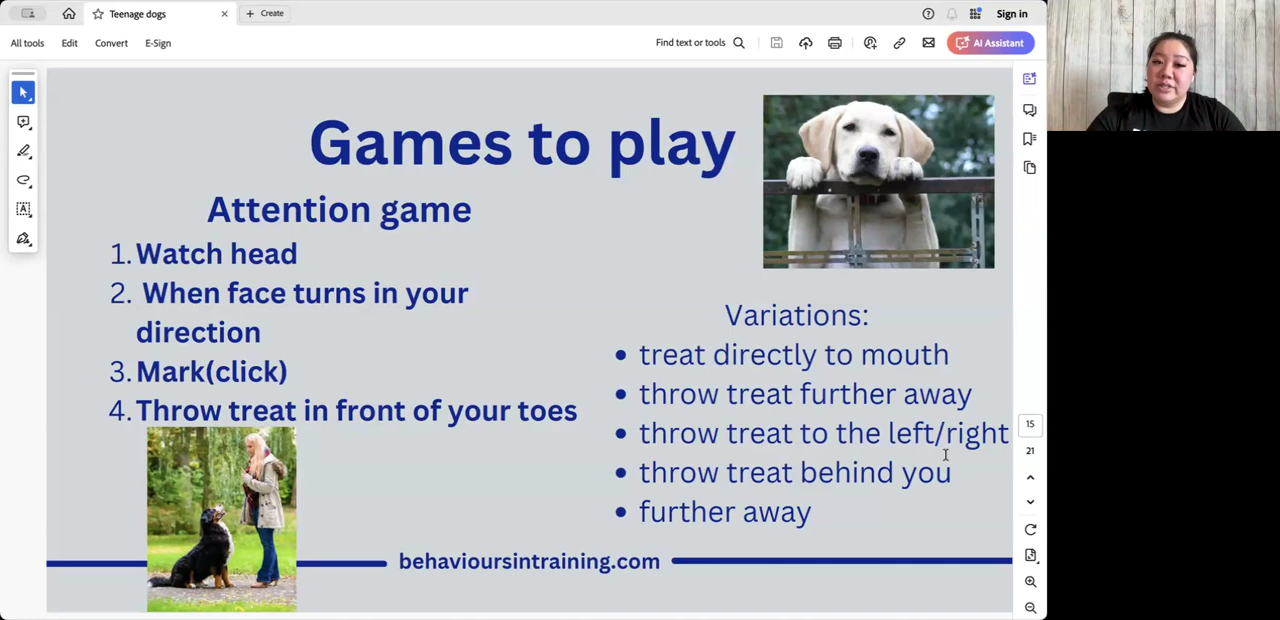 Teenage dogs
Create
Sign in
All tools
Edit
Convert
E-Sign
Find text or tools
AI Assistant
Games to play
Attention game
1. Watch head
2. When face turns in your
direction
3. Mark(click)
4. Throw treat in front of your toes
Variations:
• treat directly to mouth
• throw treat further away
• throw treat to the left/right
• throw treat behind you
• further away
15
21
behavioursintraining.com